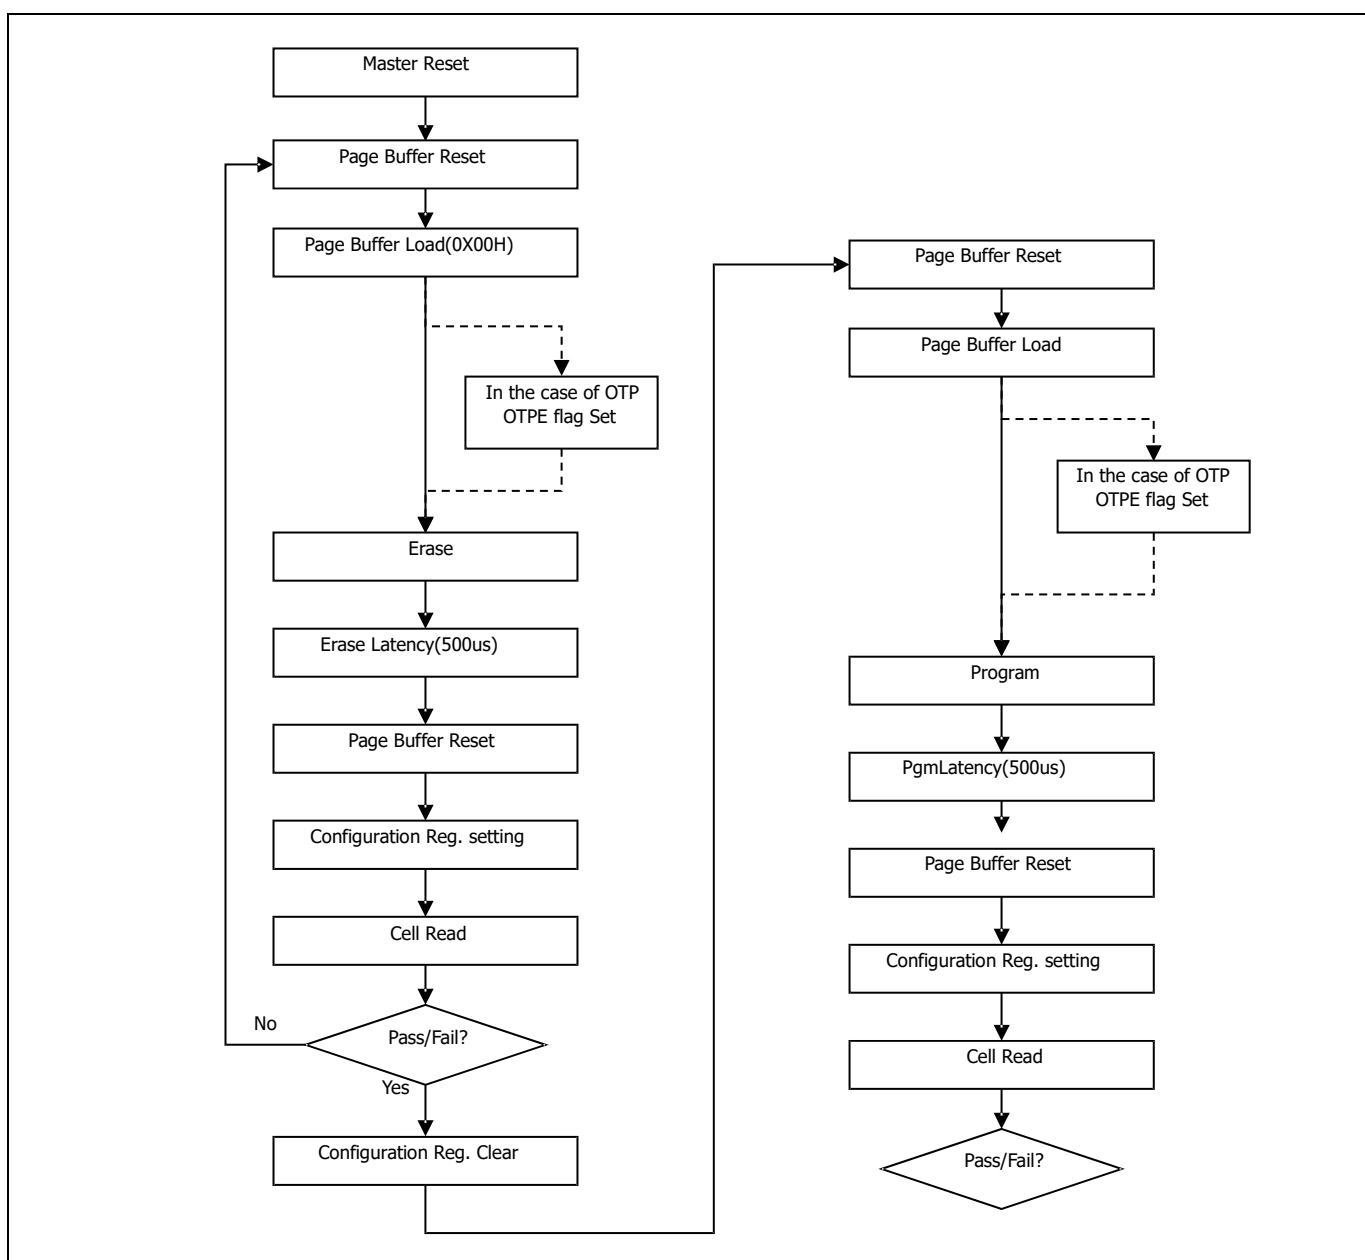 Master Reset
Page Buffer Reset
Page Buffer Load(0X00H)
In the case of OTP
OTPE flag Set
Erase
Erase Latency(500us)
Page Buffer Reset
Configuration Reg. setting
Cell Read
Pass/Fail?
No
Yes
Configuration Reg. Clear
Page Buffer Reset
Page Buffer Load
In the case of OTP
OTPE flag Set
Program
PgmLatency(500us)
Page Buffer Reset
Configuration Reg. setting
Cell Read
Pass/Fail?